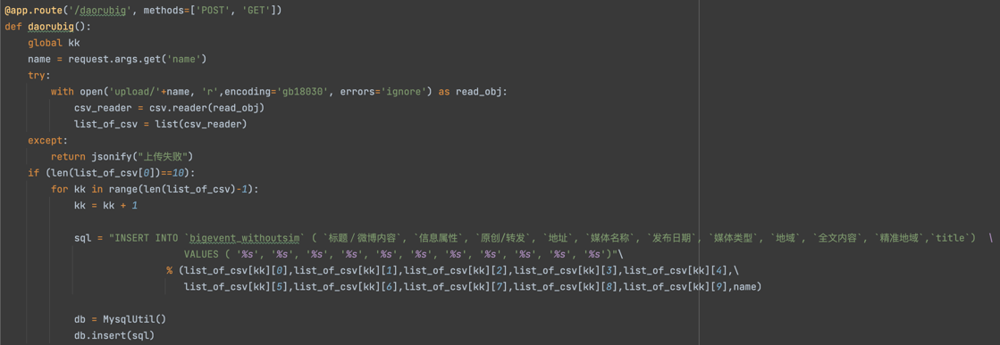 @app.route('/daorubig', methods=['POST', 'GET'])
def daorubig():
    global kk
    name = request.args.get('name')
    try:
        with open('upload/'+name, 'r',encoding='gb18030', errors='ignore') as read_obj:
            csv_reader = csv.reader(read_obj)
            list_of_csv = list(csv_reader)
    except:
        return jsonify("上传失败")
    if (len(list_of_csv[0])==10):
        for kk in range(len(list_of_csv)-1):
            kk = kk + 1
            sql = "INSERT INTO `bigevent_withoutsim` ( `标题／微博内容`, `信息属性`, `原创/转发`, `地址`, `媒体名称`, `发布日期`, `媒体类型`, `地域`, `全文内容`, `精准地域`,`title`)  \
                               VALUES ( '%s', '%s', '%s', '%s', '%s', '%s', '%s', '%s', '%s', '%s', '%s')"\
                            % (list_of_csv[kk][0],list_of_csv[kk][1],list_of_csv[kk][2],list_of_csv[kk][3],list_of_csv[kk][4],\
                               list_of_csv[kk][5],list_of_csv[kk][6],list_of_csv[kk][7],list_of_csv[kk][8],list_of_csv[kk][9],name)
            db = MysqlUtil()
            db.insert(sql)